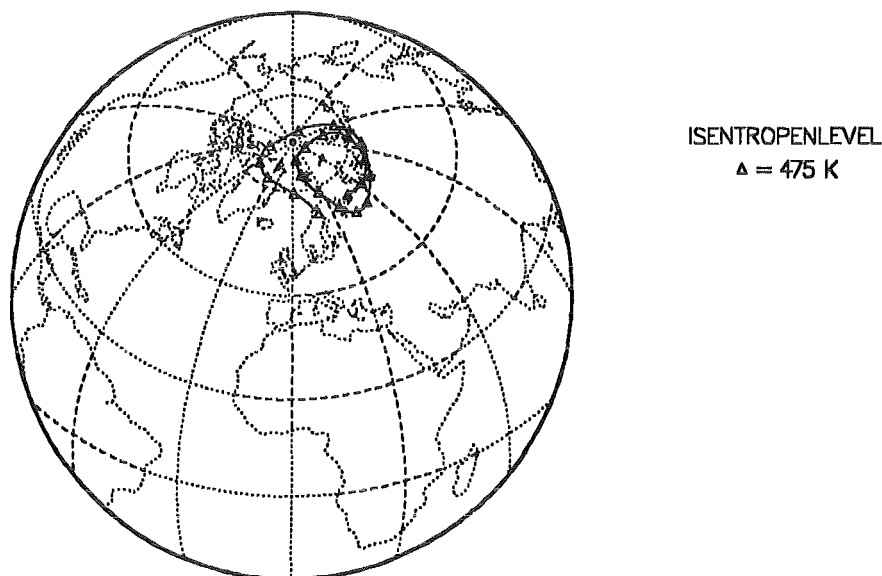 ISENTROPENLEVEL
Δ = 475 K